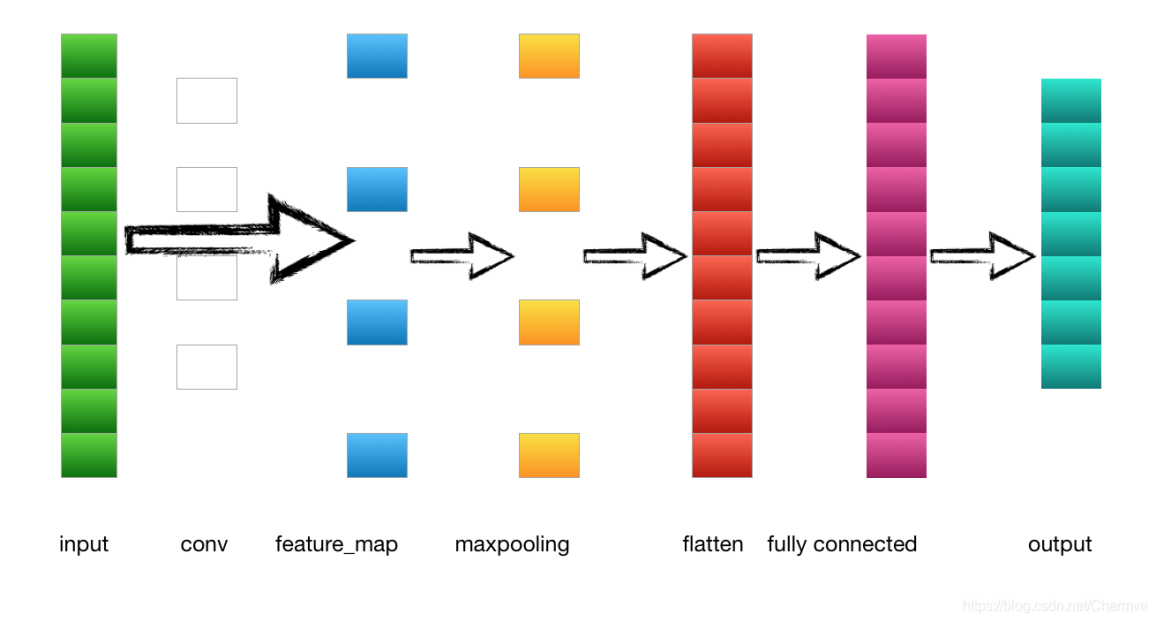 input conv feature_map maxpooling flatten fully connected output
https://blog.csdn.net/Charmve